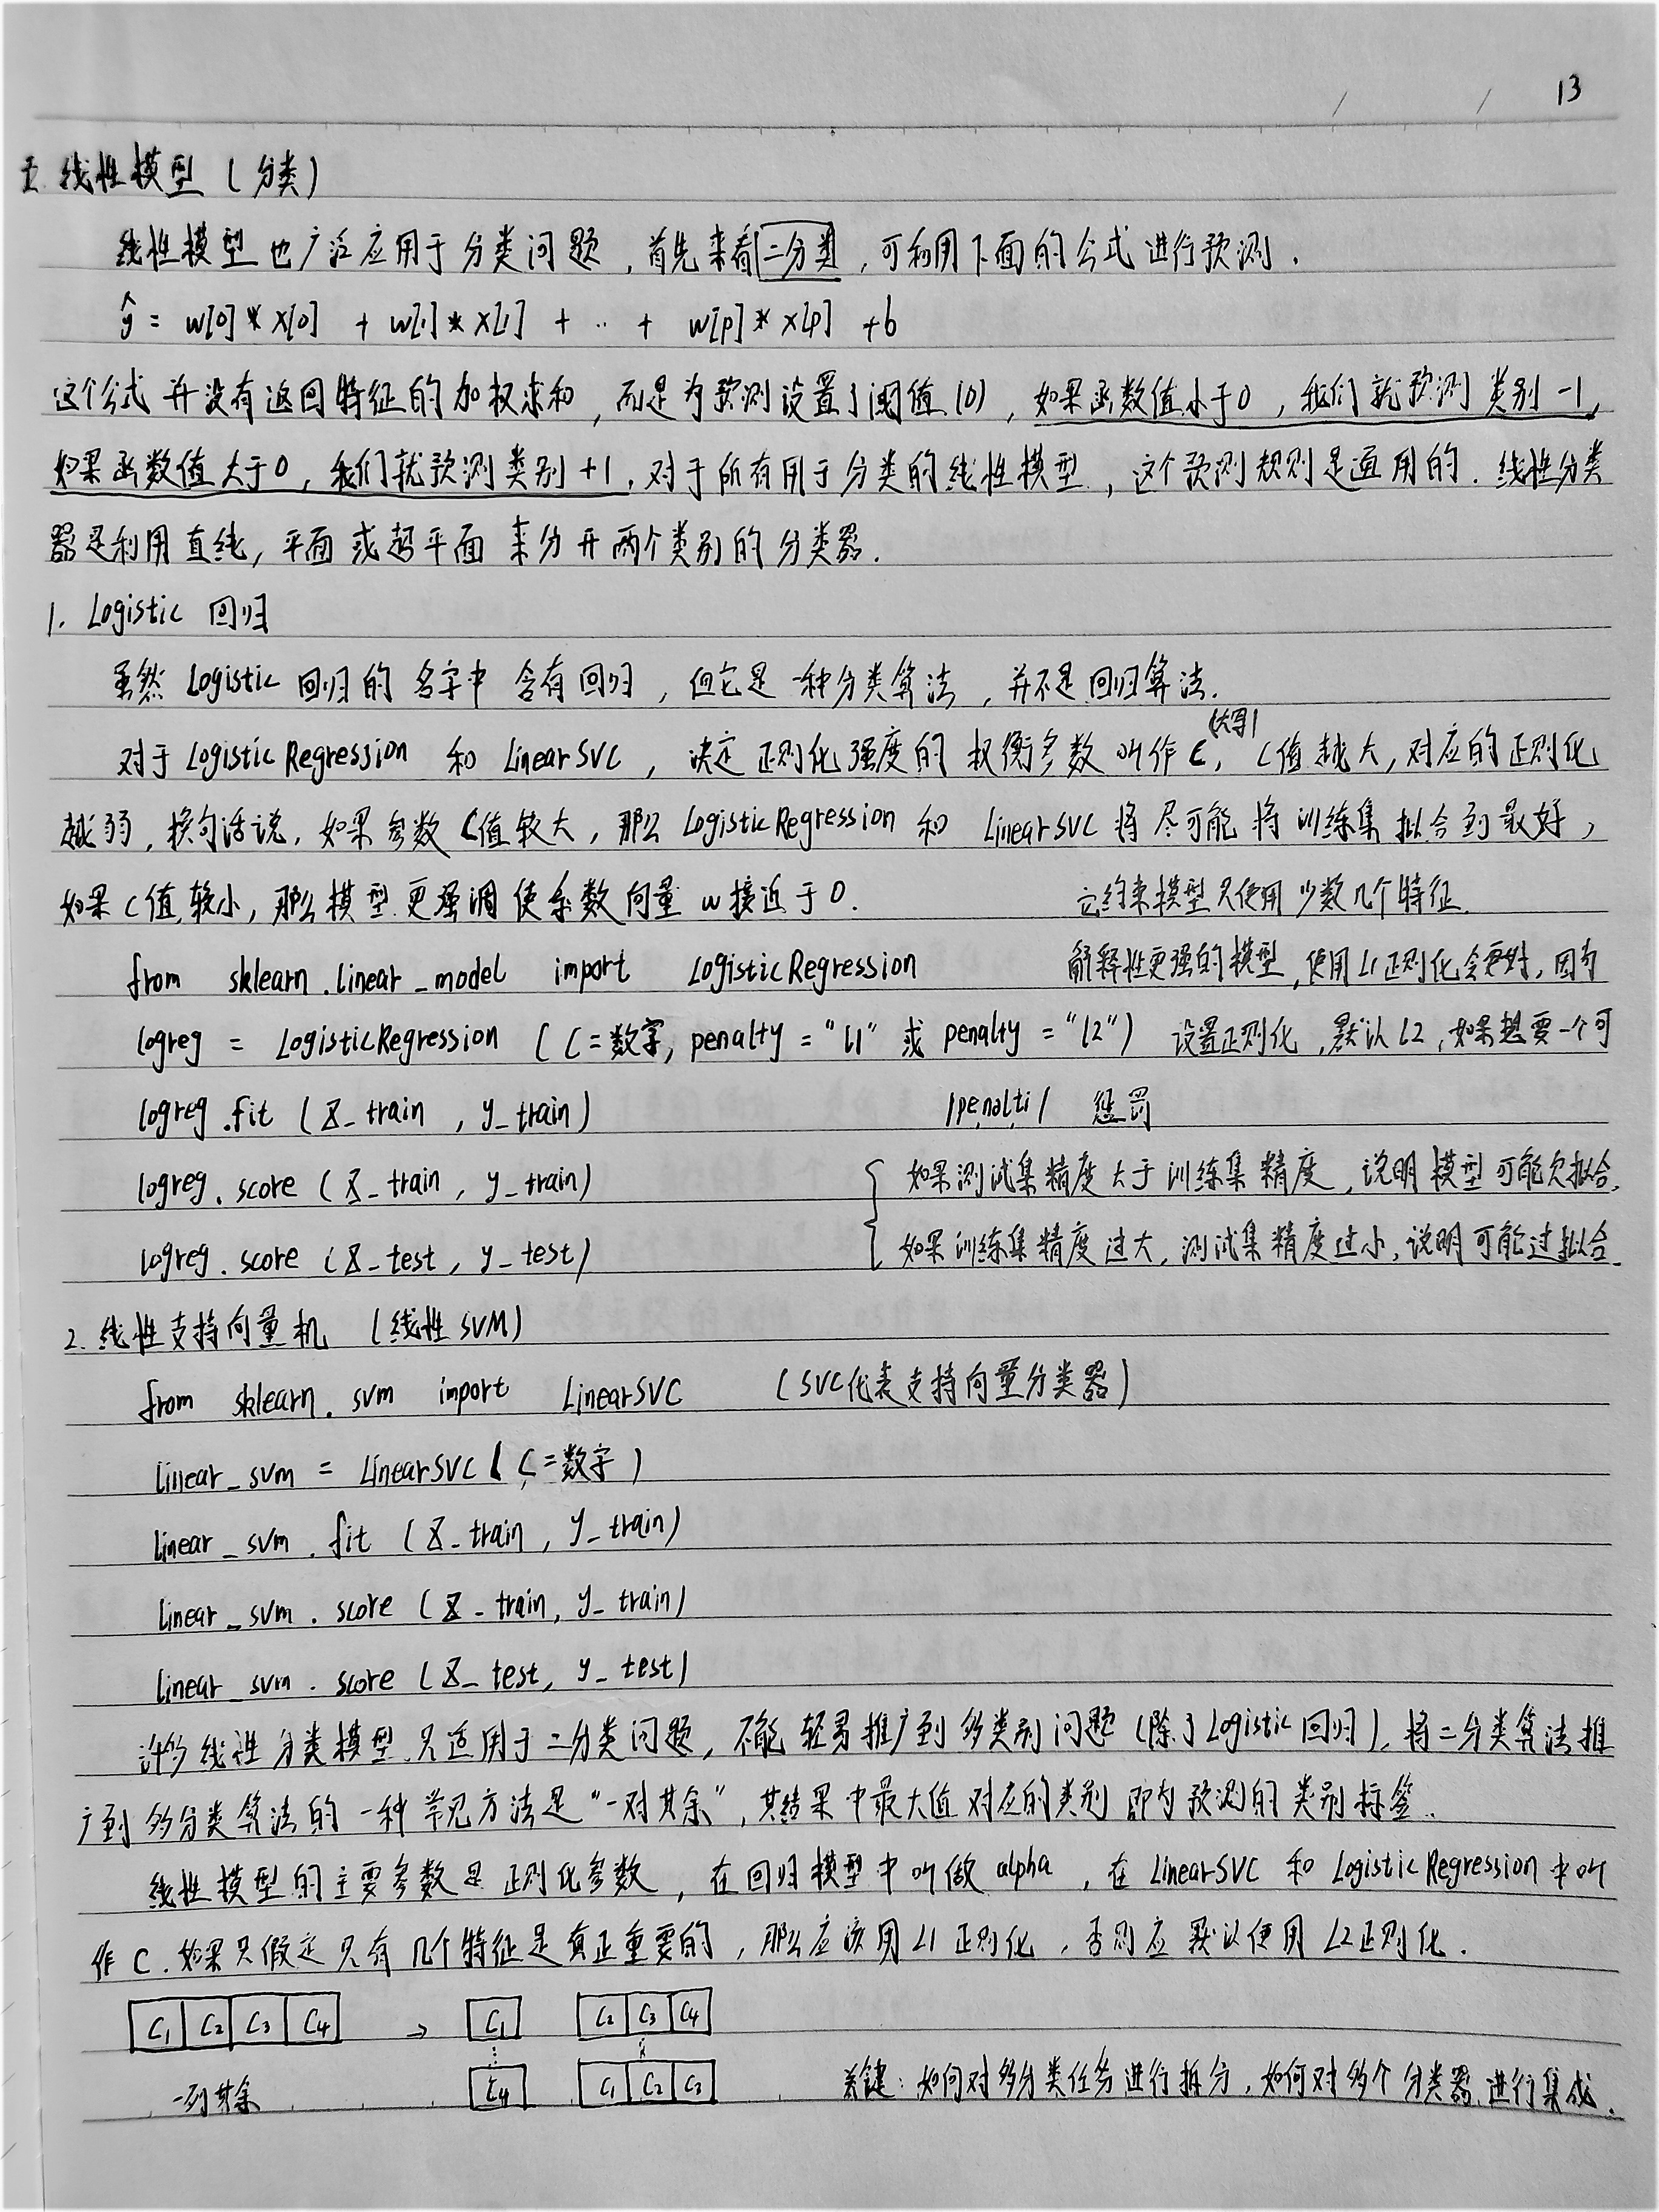 13
五. 线性模型 (分类)
线性模型也广泛应用于分类问题, 首先来看二分类, 可利用下面的公式进行预测.
ŷ = w[0]*x[0] + w[1]*x[1] + .. + w[p]*x[p] +b
这个公式并没有返回特征的加权求和, 而是为预测设置了阈值(0), 如果函数值小于0, 我们就预测类别-1,
如果函数值大于0, 我们就预测类别+1. 对于所有用于分类的线性模型, 这个预测规则是通用的. 线性分类
器是利用直线, 平面或超平面来分开两个类别的分类器.
1. Logistic 回归
虽然 Logistic 回归的名字中含有回归, 但它是一种分类算法, 并不是回归算法.
(大写)
对于 LogisticRegression 和 LinearSVC, 决定正则化强度的权衡参数叫作C, C值越大, 对应的正则化
越弱, 换句话说, 如果参数C值较大, 那么 LogisticRegression 和 LinearSVC 将尽可能将训练集拟合到最好,
如果C值较小, 那么模型更强调使系数向量 w接近于0. 它约束模型只使用少数几个特征.
from sklearn.linear_model import LogisticRegression 解释性更强的模型, 使用L1正则化会更好, 因为
logreg = LogisticRegression (C=数字, penalty = "l1" 或 penalty = "l2") 设置正则化, 默认L2, 如果想要一个可
logreg.fit (X_train , y_train) /penalti/ 惩罚
logreg.score (X_train , y_train) 如果测试集精度大于训练集精度, 说明模型可能欠拟合.
logreg.score (X_test , y_test) 如果训练集精度过大, 测试集精度过小, 说明可能过拟合.
2. 线性支持向量机 (线性SVM)
from sklearn.svm import LinearSVC (SVC代表支持向量分类器)
linear_svm = LinearSVC (C=数字)
linear_svm.fit (X_train , y_train)
linear_svm.score (X_train, y_train)
linear_svm.score (X_test, y_test)
许多线性分类模型只适用于二分类问题, 不能轻易推广到多类别问题 (除了Logistic回归). 将二分类算法推
广到多分类算法的一种常见方法是"一对其余", 其结果中最大值对应的类别即为预测的类别标签.
线性模型的主要参数是正则化参数, 在回归模型中叫做 alpha, 在 LinearSVC 和 LogisticRegression 中叫
作 C. 如果只假定只有几个特征是真正重要的, 那么应该用L1正则化, 否则应默认使用L2正则化.
C1 C2 C3 C4 → C1 C2 C3 C4
C4 C1 C2 C3
一对其余 关键: 如何对多分类任务进行拆分, 如何对多个分类器进行集成.